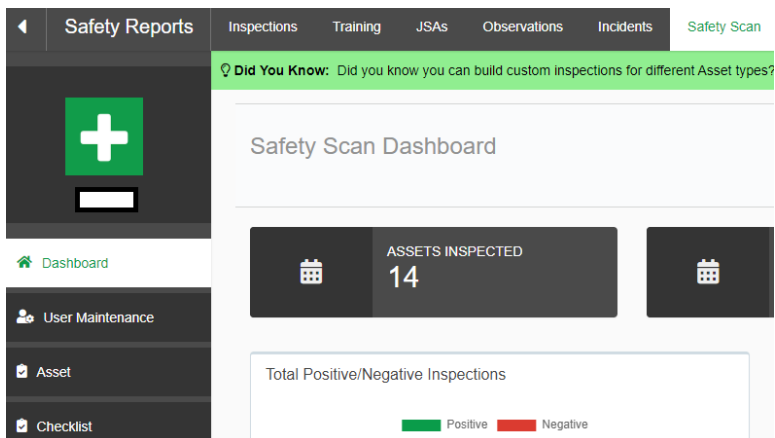 Safety Reports
Inspections Training JSAs Observations Incidents Safety Scan
Did You Know: Did you know you can build custom inspections for different Asset types?
Safety Scan Dashboard
ASSETS INSPECTED
14
Dashboard
User Maintenance
Asset
Checklist
Total Positive/Negative Inspections
Positive Negative